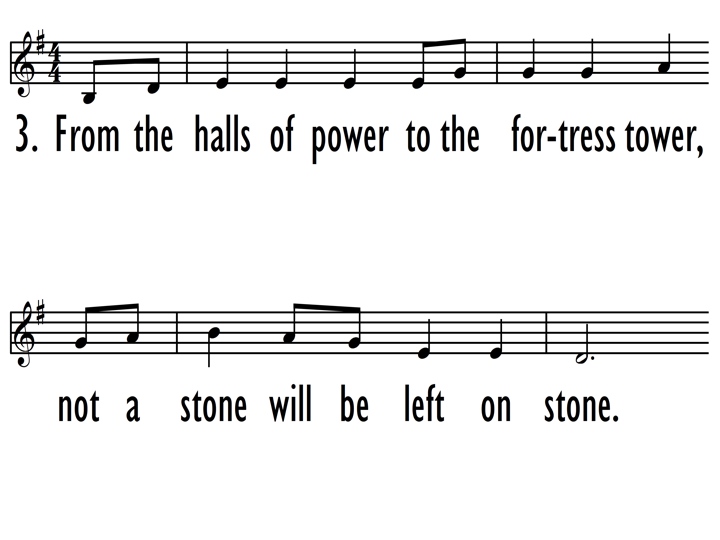 3. From the halls of power to the for-tress tower,
not a stone will be left on stone.